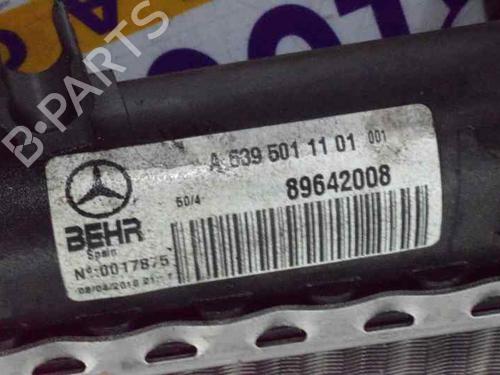 A 639 501 11 01 001
50/4
89642008
BEHR
Spain
Nº:0017875
B-PARTS